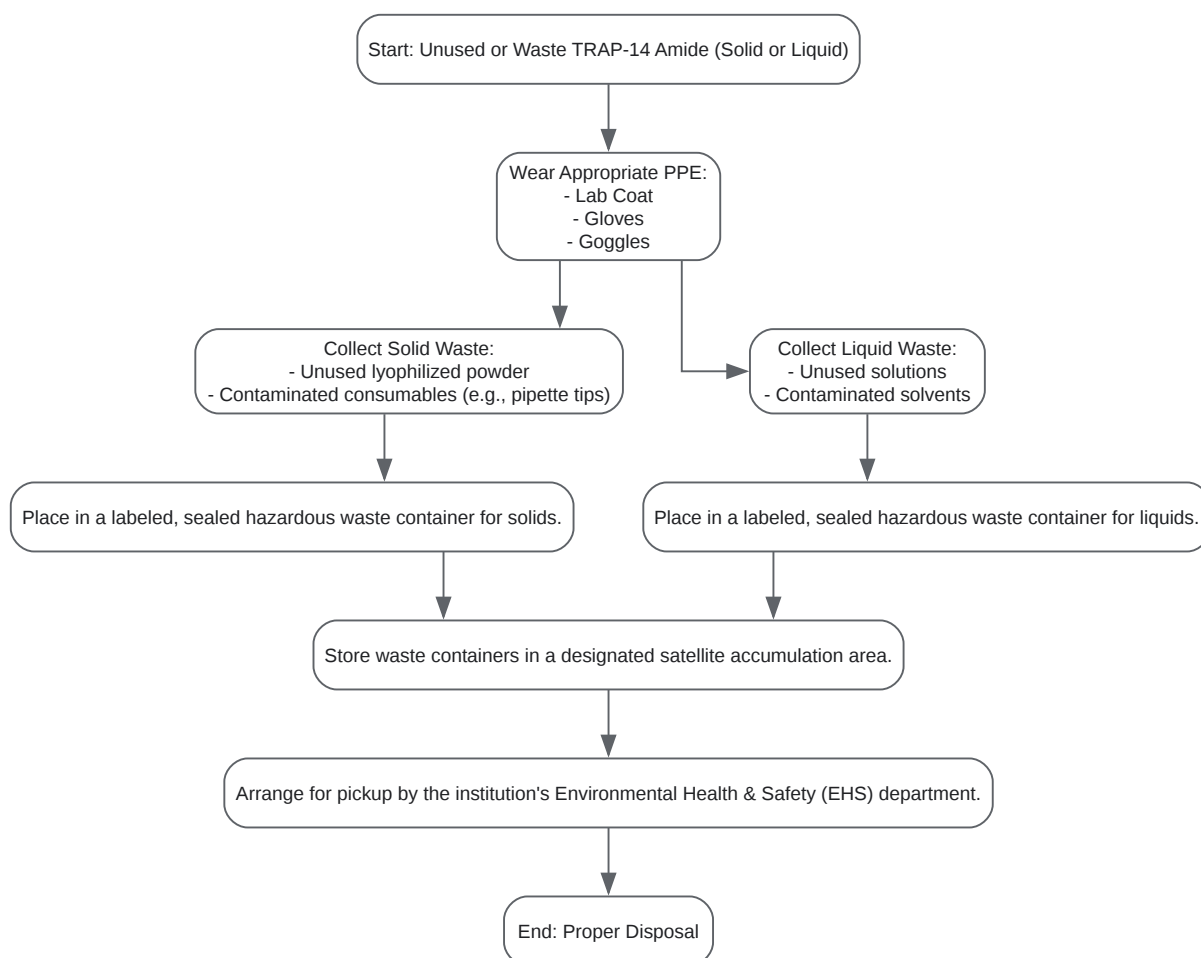 Start: Unused or Waste TRAP-14 Amide (Solid or Liquid)
Wear Appropriate PPE:
- Lab Coat
- Gloves
- Goggles
Collect Solid Waste:
- Unused lyophilized powder
- Contaminated consumables (e.g., pipette tips)
Collect Liquid Waste:
- Unused solutions
- Contaminated solvents
Place in a labeled, sealed hazardous waste container for solids.
Place in a labeled, sealed hazardous waste container for liquids.
Store waste containers in a designated satellite accumulation area.
Arrange for pickup by the institution's Environmental Health & Safety (EHS) department.
End: Proper Disposal